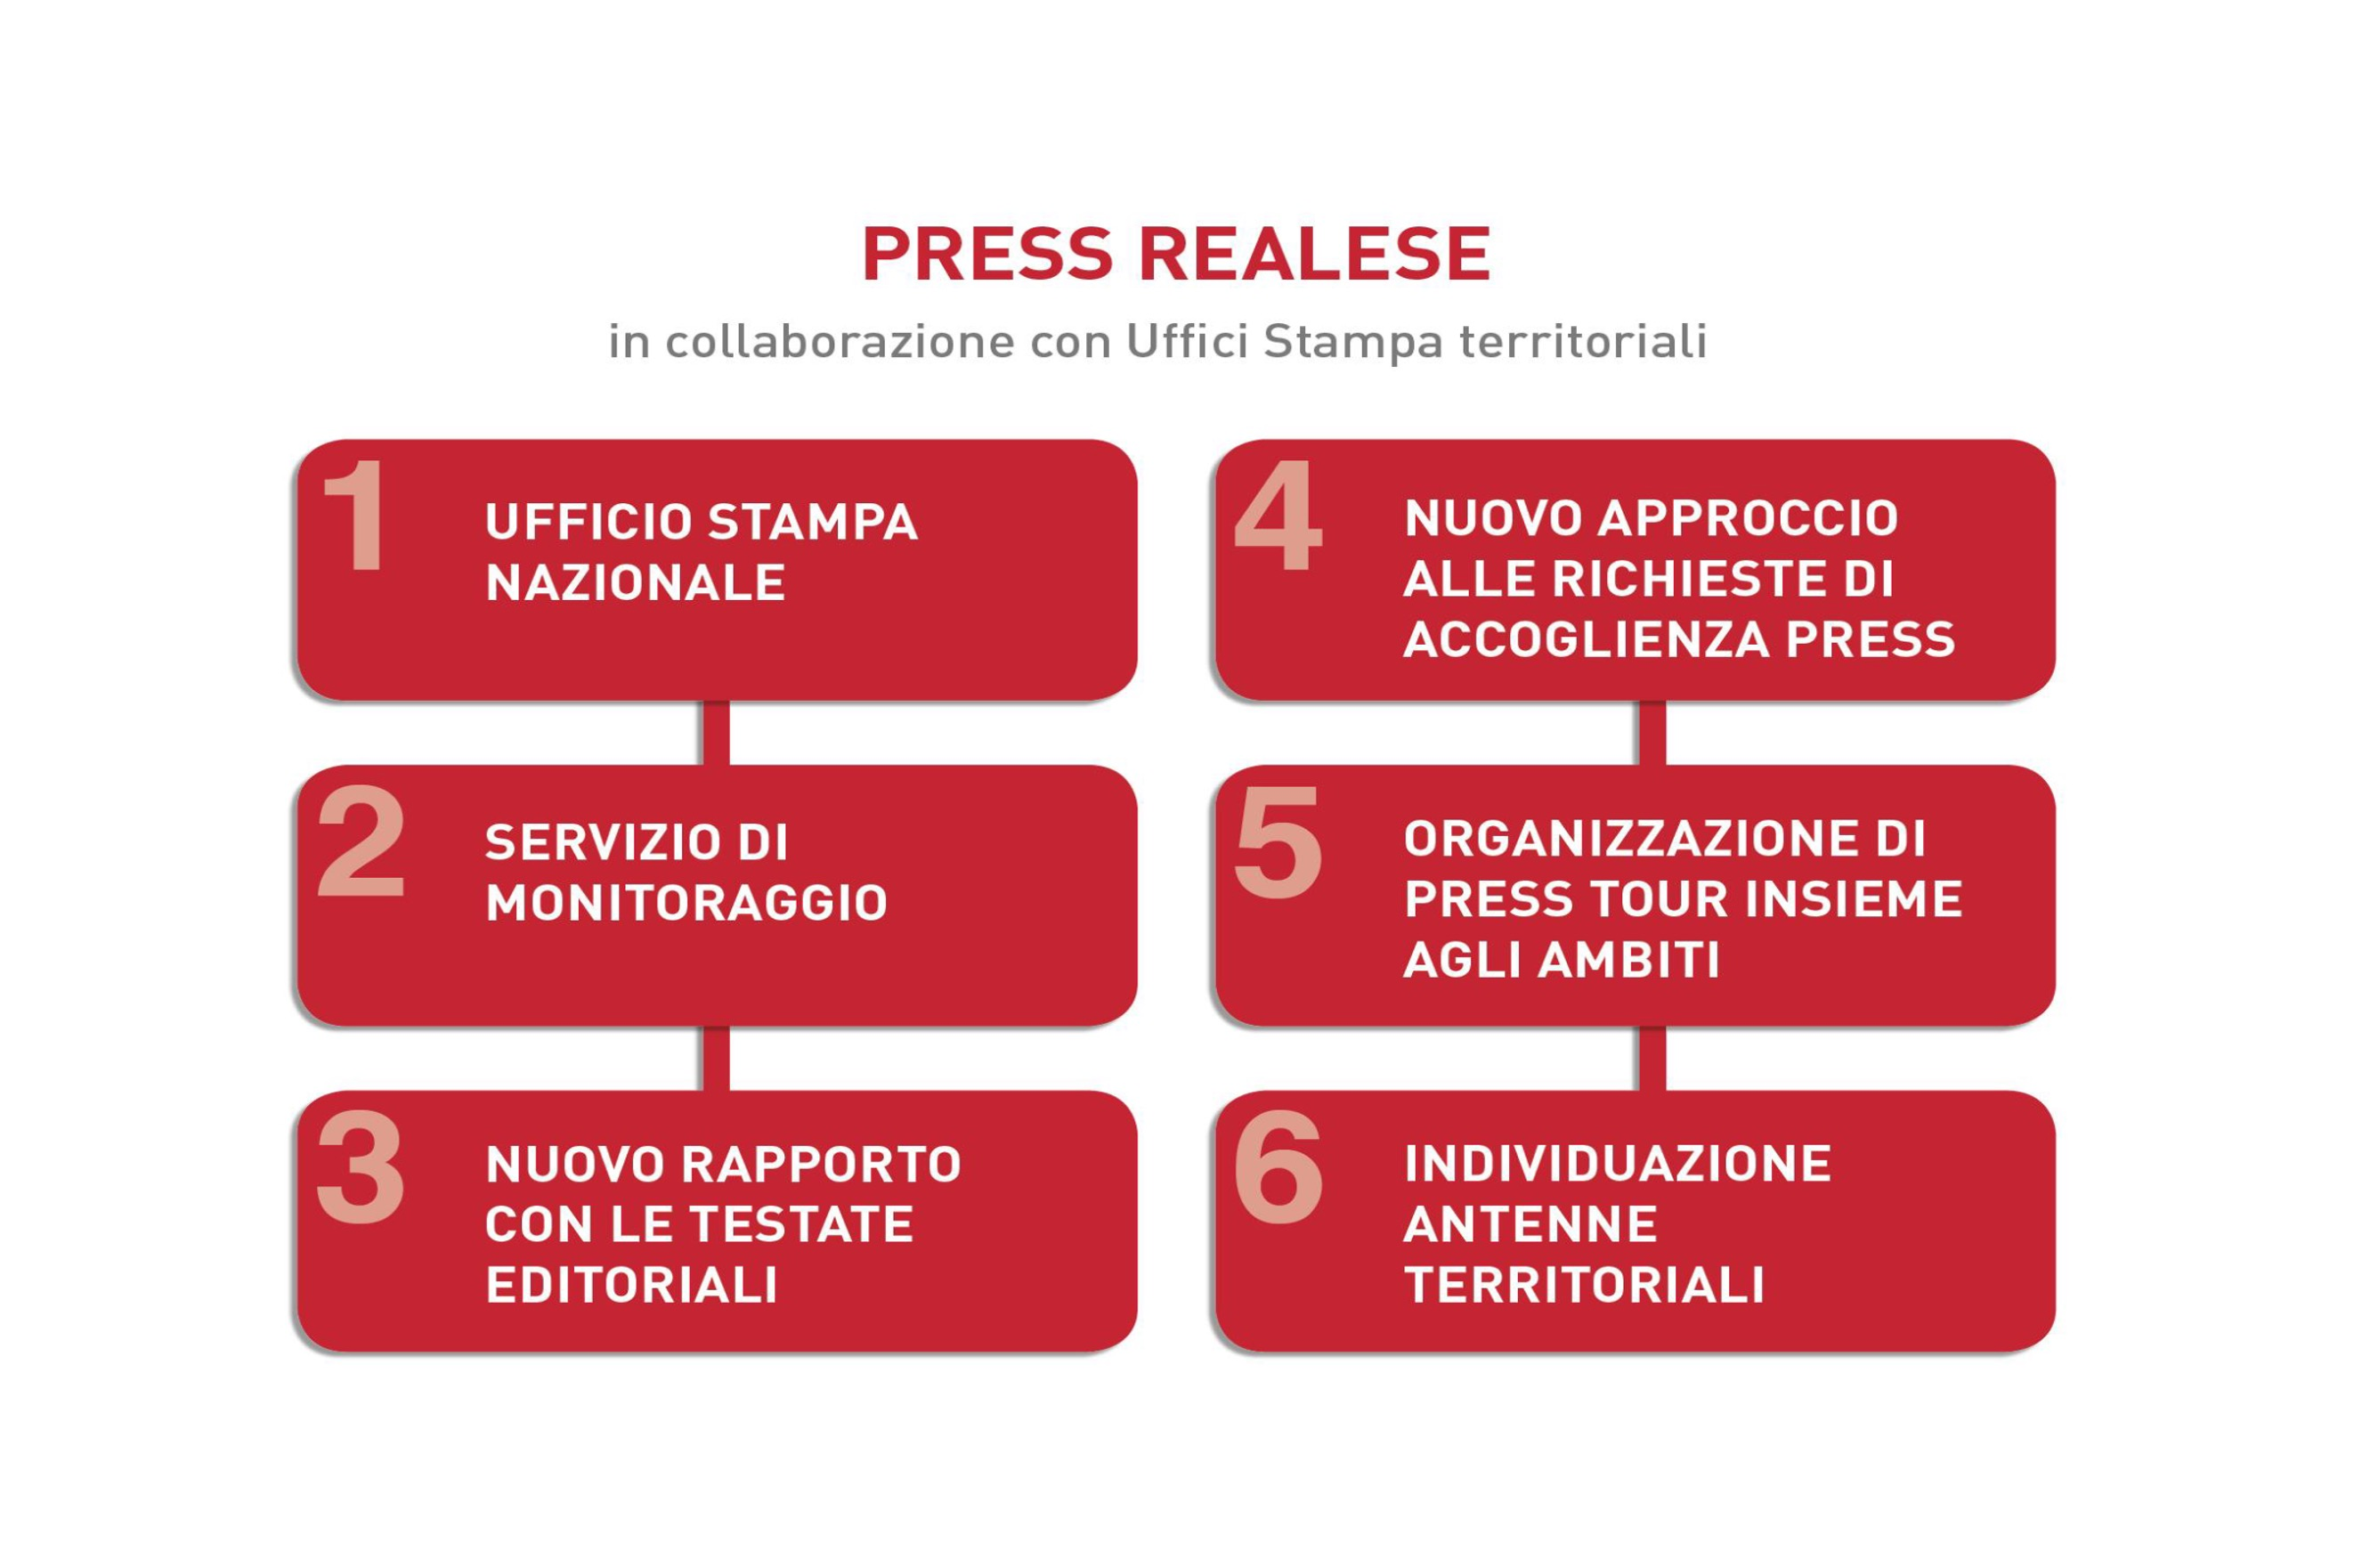 PRESS REALESE
in collaborazione con Uffici Stampa territoriali
1
UFFICIO STAMPA
NAZIONALE
2
SERVIZIO DI
MONITORAGGIO
3
NUOVO RAPPORTO
CON LE TESTATE
EDITORIALI
4
NUOVO APPROCCIO
ALLE RICHIESTE DI
ACCOGLIENZA PRESS
5
ORGANIZZAZIONE DI
PRESS TOUR INSIEME
AGLI AMBITI
6
INDIVIDUAZIONE
ANTENNE
TERRITORIALI